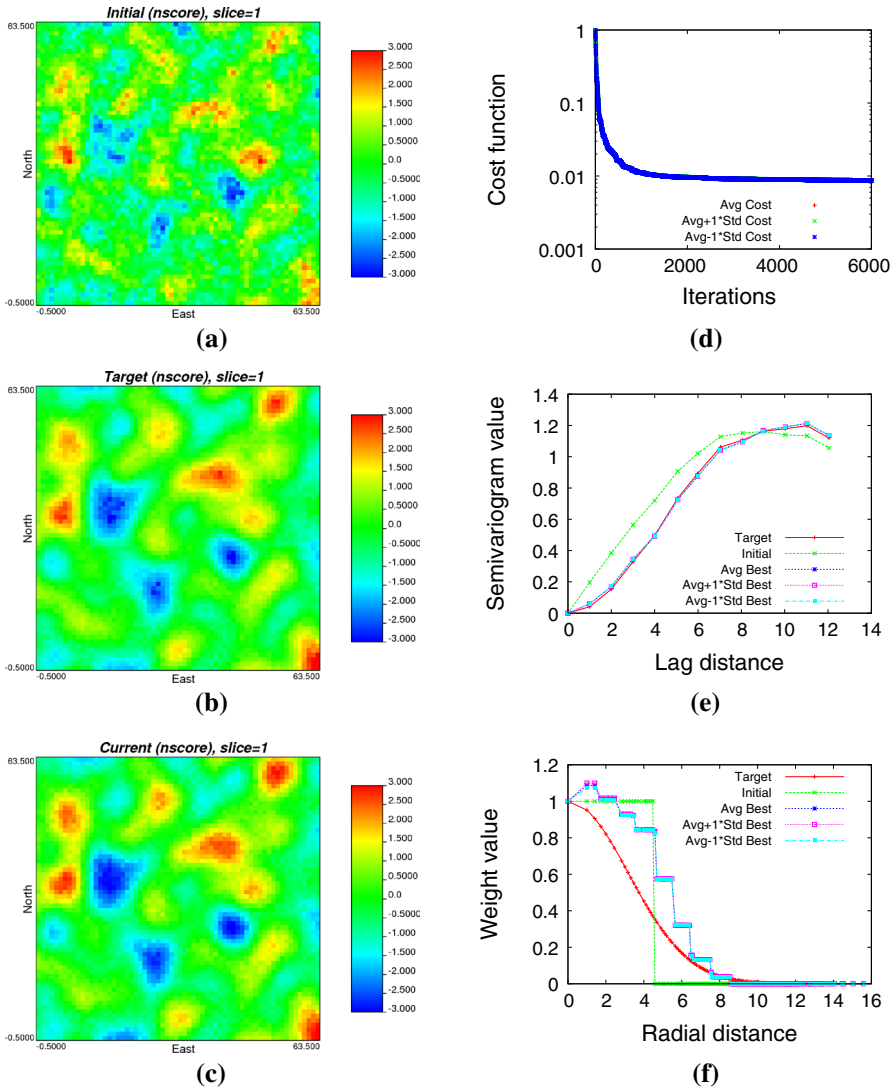 Initial (nscore), slice=1
63.500
North
-0.5000
-0.5000
East
63.500
3.000
2.500
2.000
1.500
1.000
.5000
0.0
-0.5000
-1.000
-1.500
-2.000
-2.500
-3.000
(a)
Cost function
1
0.1
0.01
0.001
Avg Cost
Avg+1*Std Cost
Avg-1*Std Cost
0
2000
4000
6000
Iterations
(d)
Target (nscore), slice=1
63.500
North
-0.5000
-0.5000
East
63.500
3.000
2.500
2.000
1.500
1.000
.5000
0.0
-0.5000
-1.000
-1.500
-2.000
-2.500
-3.000
(b)
Semivariogram value
1.4
1.2
1
0.8
0.6
0.4
0.2
0
Target
Initial
Avg Best
Avg+1*Std Best
Avg-1*Std Best
0
2
4
6
8
10
12
14
Lag distance
(e)
Current (nscore), slice=1
63.500
North
-0.5000
-0.5000
East
63.500
3.000
2.500
2.000
1.500
1.000
.5000
0.0
-0.5000
-1.000
-1.500
-2.000
-2.500
-3.000
(c)
Weight value
1.2
1
0.8
0.6
0.4
0.2
0
Target
Initial
Avg Best
Avg+1*Std Best
Avg-1*Std Best
0
2
4
6
8
10
12
14
16
Radial distance
(f)